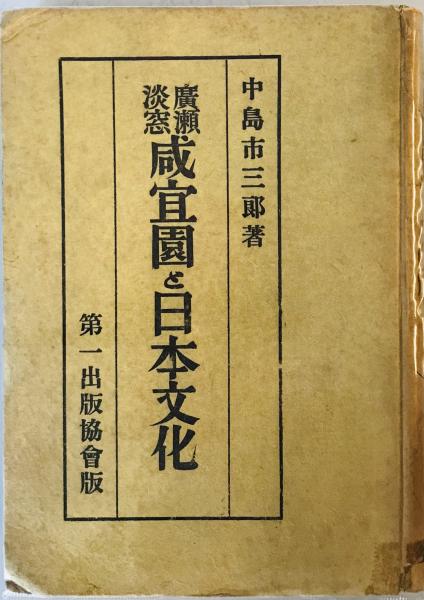 中島市三郎著
廣瀬
淡窓
咸宜園と日本文化
第一出版協會版